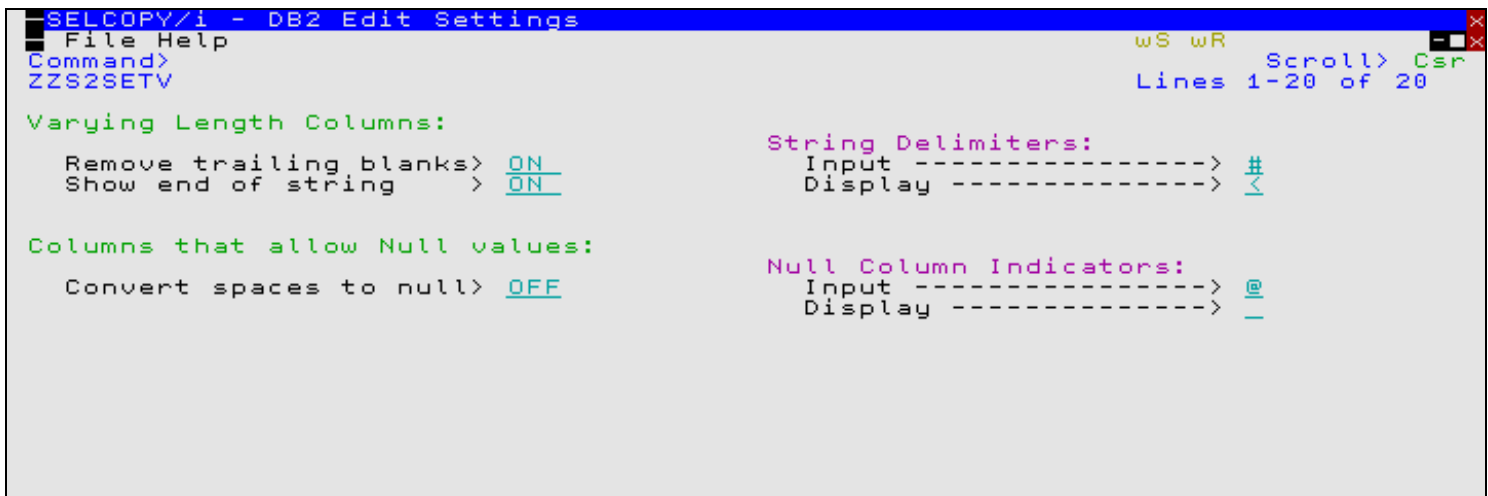 SELCOPY/i - DB2 Edit Settings
File Help wS wR
Command> Scroll> Csr
ZZS2SETV Lines 1-20 of 20
Varying Length Columns:
String Delimiters:
Remove trailing blanks> ON Input ----------------> #
Show end of string > ON Display --------------> <
Columns that allow Null values:
Null Column Indicators:
Convert spaces to null> OFF Input ----------------> @
Display --------------> _